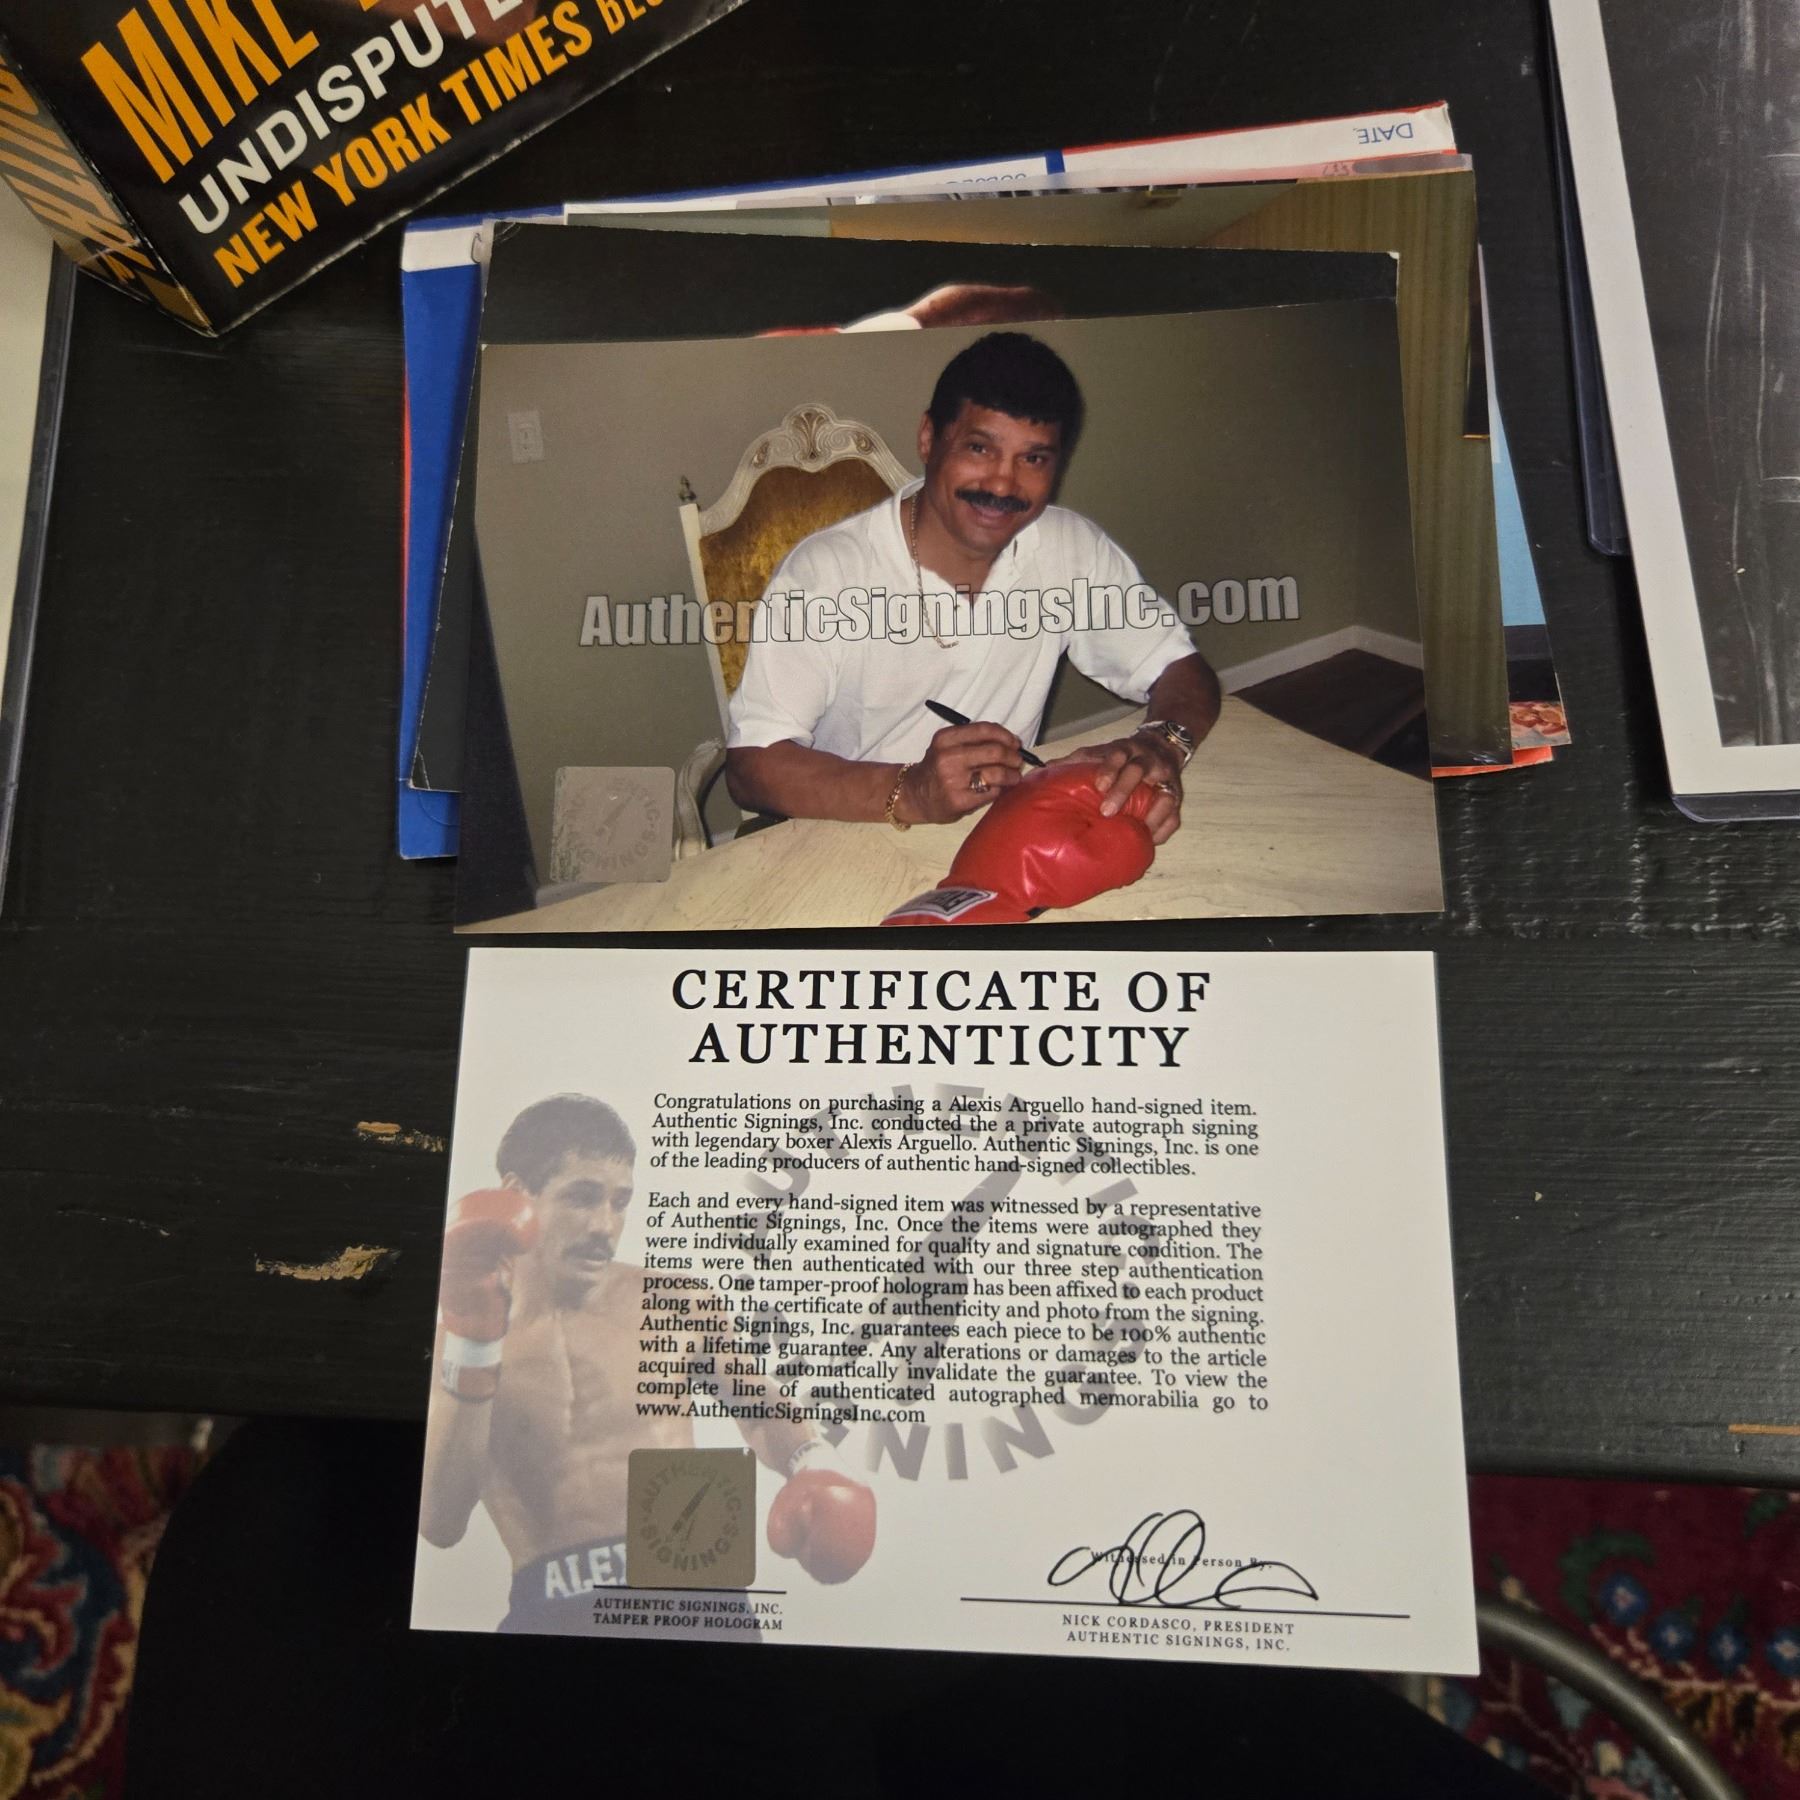 MIKE
UNDISPUTE
NEW YORK TIMES BE
DATE
AuthenticSigningsInc.com
CERTIFICATE OF
AUTHENTICITY
Congratulations on purchasing a Alexis Arguello hand-signed item.
Authentic Signings, Inc. conducted the a private autograph signing
with legendary boxer Alexis Arguello. Authentic Signings, Inc. is one
of the leading producers of authentic hand-signed collectibles.
Each and every hand-signed item was witnessed by a representative
of Authentic Signings, Inc. Once the items were autographed they
were individually examined for quality and signature condition. The
items were then authenticated with our three step authentication
process. One tamper-proof hologram has been affixed to each product
along with the certificate of authenticity and photo from the signing.
Authentic Signings, Inc. guarantees each piece to be 100% authentic
with a lifetime guarantee. Any alterations or damages to the article
acquired shall automatically invalidate the guarantee. To view the
complete line of authenticated autographed memorabilia go to
www.AuthenticSigningsInc.com
AUTHENTIC SIGNINGS
AUTHENTIC
SIGNINGS
ALEX
Witnessed in Person By:
AUTHENTIC SIGNINGS, INC.
TAMPER PROOF HOLOGRAM
NICK CORDASCO, PRESIDENT
AUTHENTIC SIGNINGS, INC.